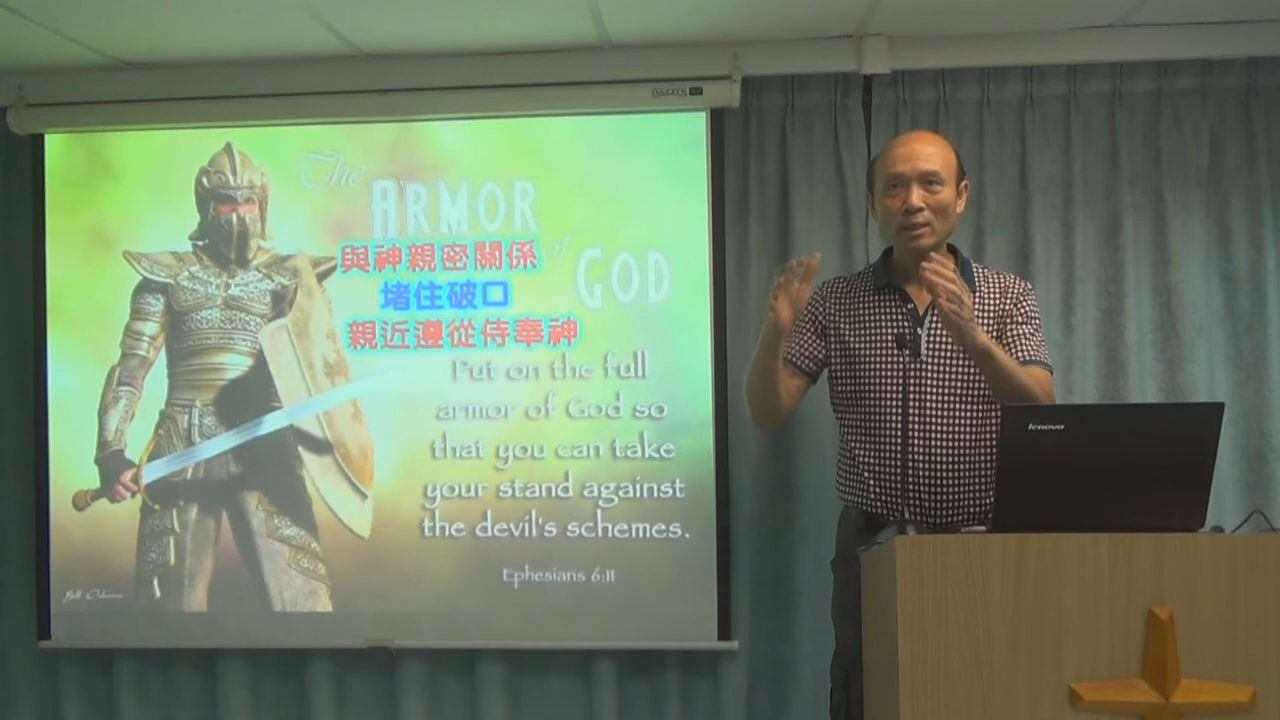 The
ARMOR
of
GOD
與神親密關係
堵住破口
親近遵從侍奉神
Put on the full
armor of God so
that you can take
your stand against
the devil's schemes.
Ephesians 6:11
lenovo